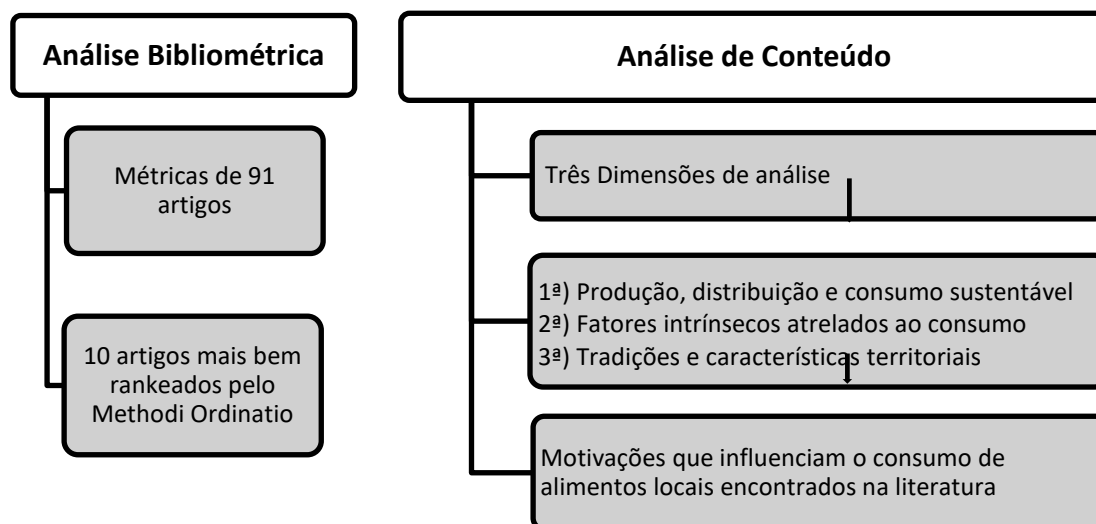 Análise Bibliométrica
Métricas de 91
artigos
10 artigos mais bem
rankeados pelo
Methodi Ordinatio
Análise de Conteúdo
Três Dimensões de análise
1ª) Produção, distribuição e consumo sustentável
2ª) Fatores intrínsecos atrelados ao consumo
3ª) Tradições e características territoriais
Motivações que influenciam o consumo de
alimentos locais encontrados na literatura